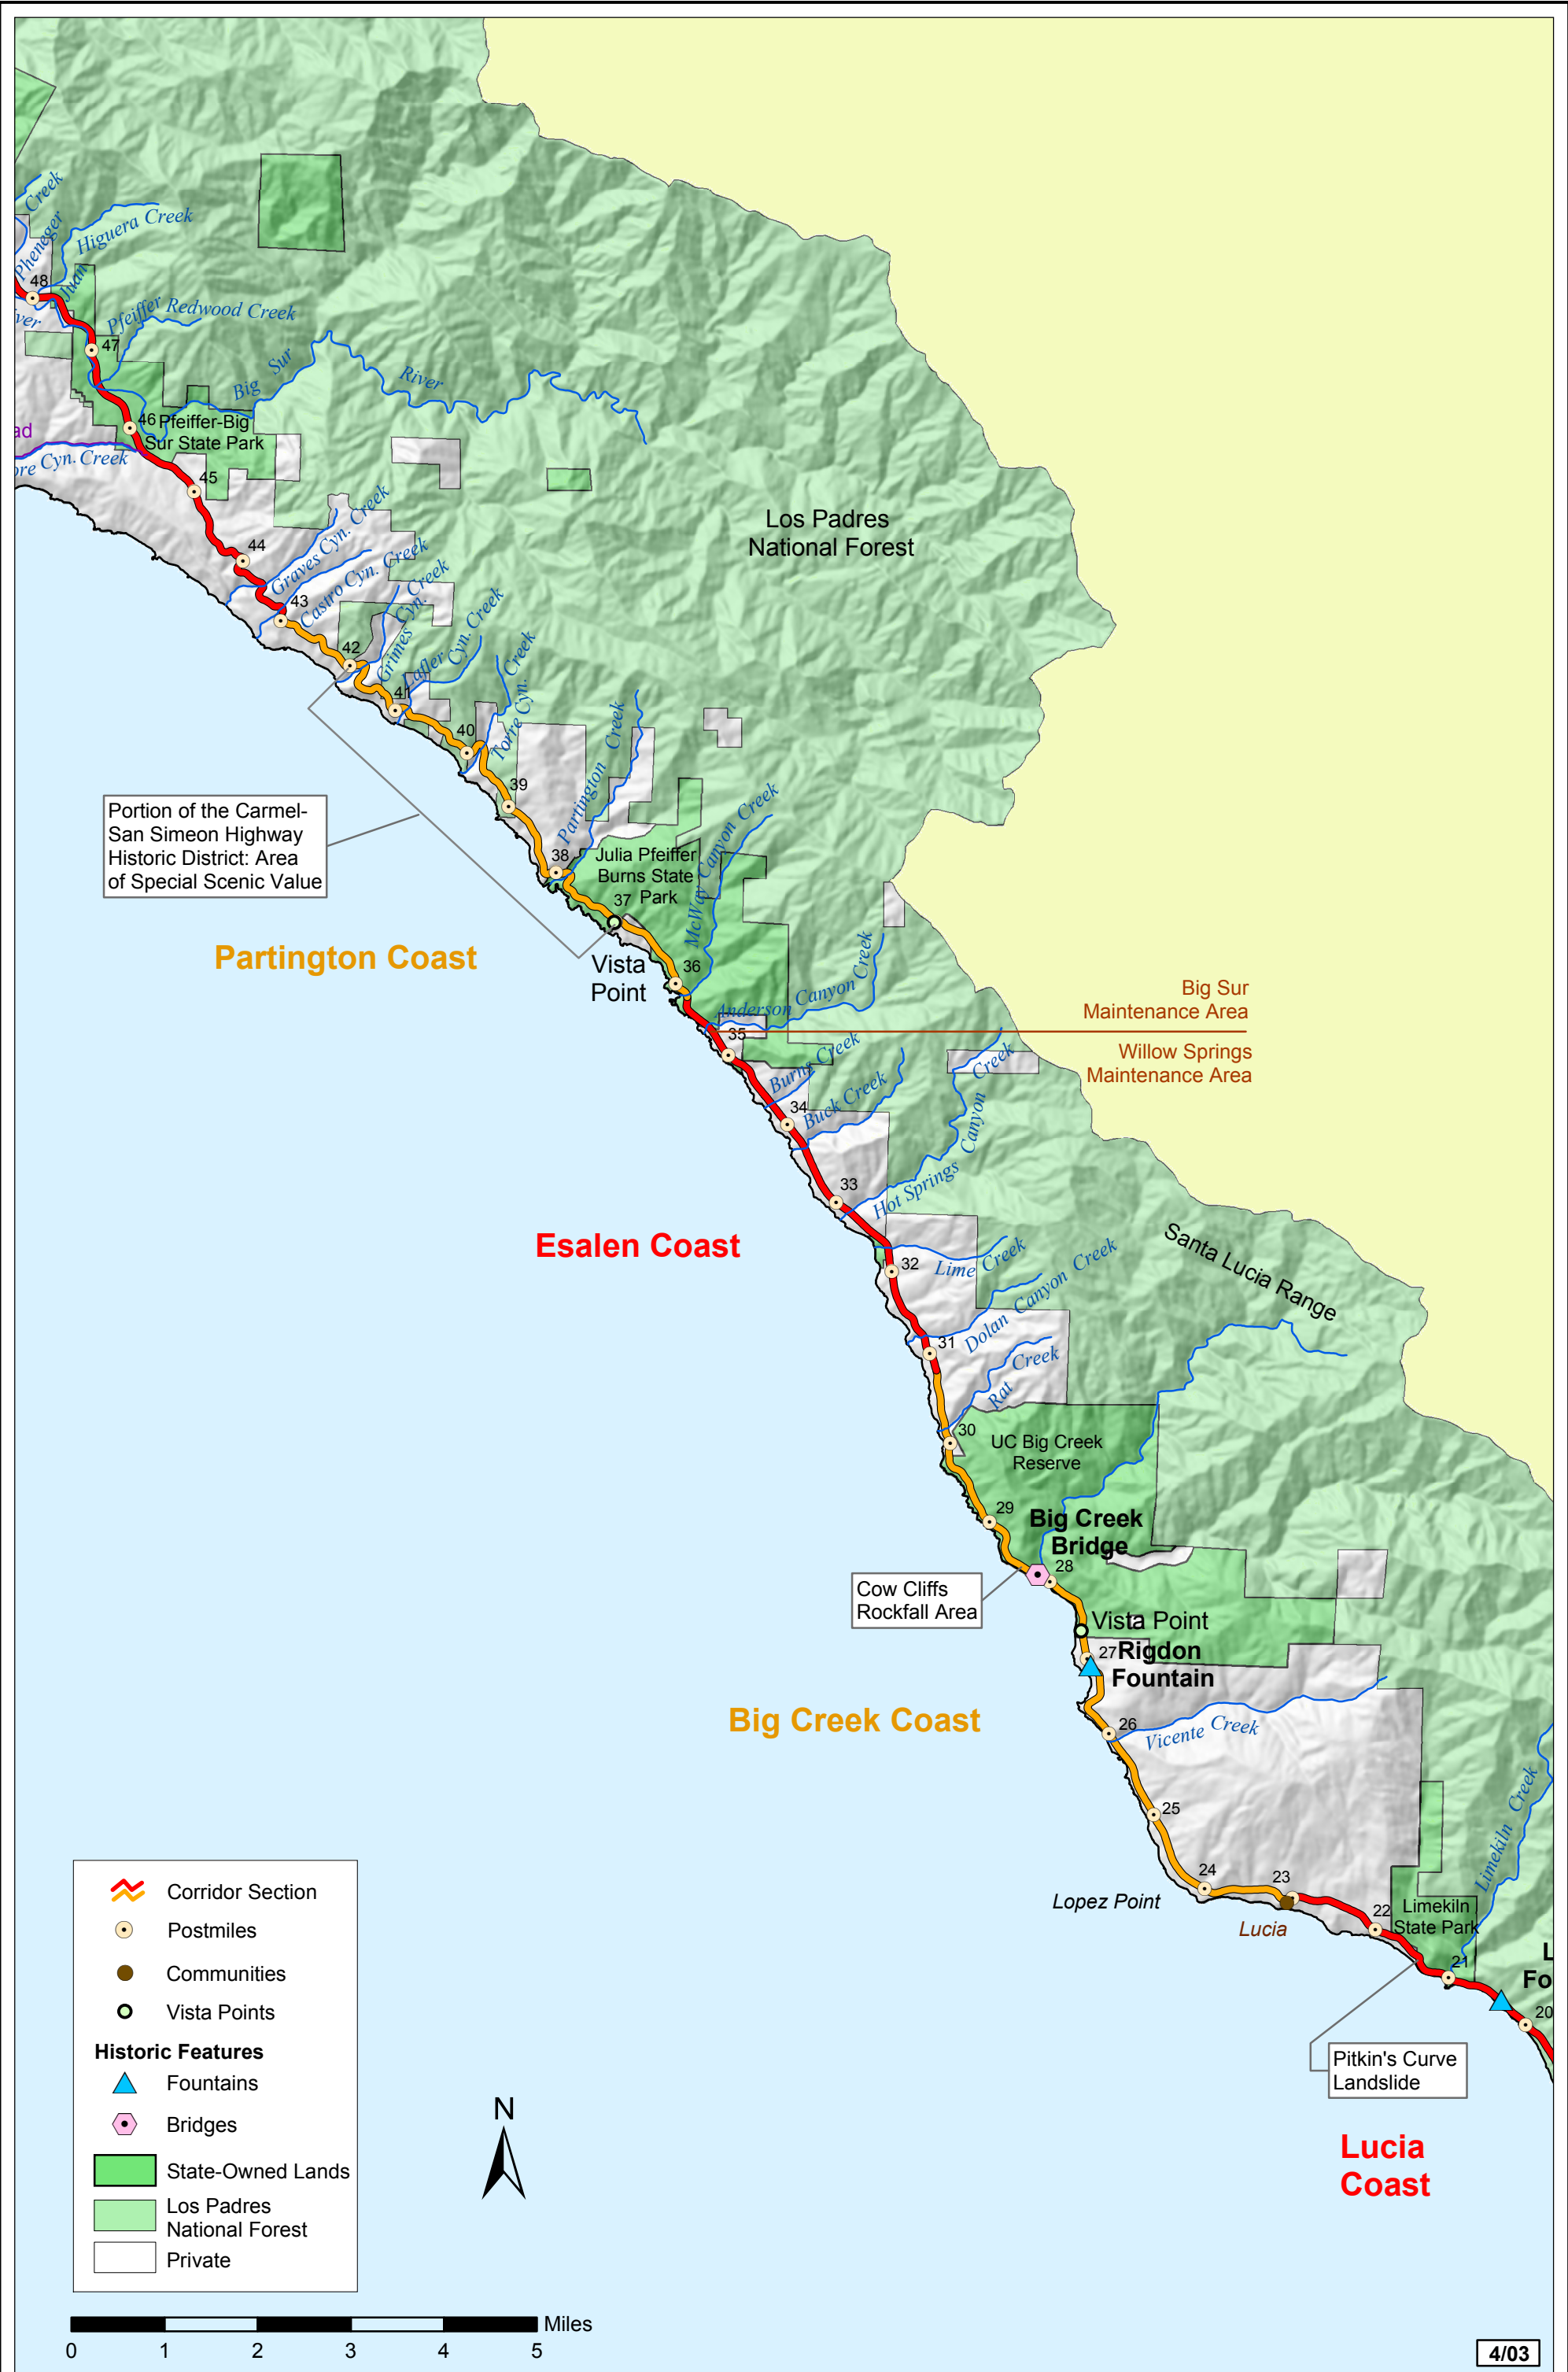 Creek
Pheneger
Higuera Creek
48
Juan
iver
Pfeiffer Redwood Creek
47
Big Sur
River
46
Pfeiffer-Big
Sur State Park
ad
ore Cyn. Creek
45
Los Padres
National Forest
44
Graves Cyn. Creek
Castro Cyn. Creek
43
Grimes Cyn. Creek
42
Lafler Cyn. Creek
41
Torre Cyn. Creek
40
39
Partington Creek
Portion of the Carmel-
San Simeon Highway
Historic District: Area
of Special Scenic Value
McWay Canyon Creek
38
Julia Pfeiffer
Burns State
Park
37
Partington Coast
Vista
Point
36
Anderson Canyon Creek
Big Sur
Maintenance Area
35
Willow Springs
Maintenance Area
Burns Creek
34
Buck Creek
33
Hot Springs Canyon Creek
Esalen Coast
32
Lime Creek
Santa Lucia Range
31
Dolan Canyon Creek
Rat Creek
30
UC Big Creek
Reserve
29
Big Creek
Bridge
28
Cow Cliffs
Rockfall Area
Vista Point
27
Rigdon
Fountain
Big Creek Coast
26
Vicente Creek
25
Limekiln Creek
24
23
Lopez Point
Lucia
22
Limekiln
State Park
21
L
Fo
20
Pitkin's Curve
Landslide
Lucia
Coast
Corridor Section
Postmiles
Communities
Vista Points
Historic Features
Fountains
Bridges
State-Owned Lands
Los Padres
National Forest
Private
N
Miles
0 1 2 3 4 5
4/03